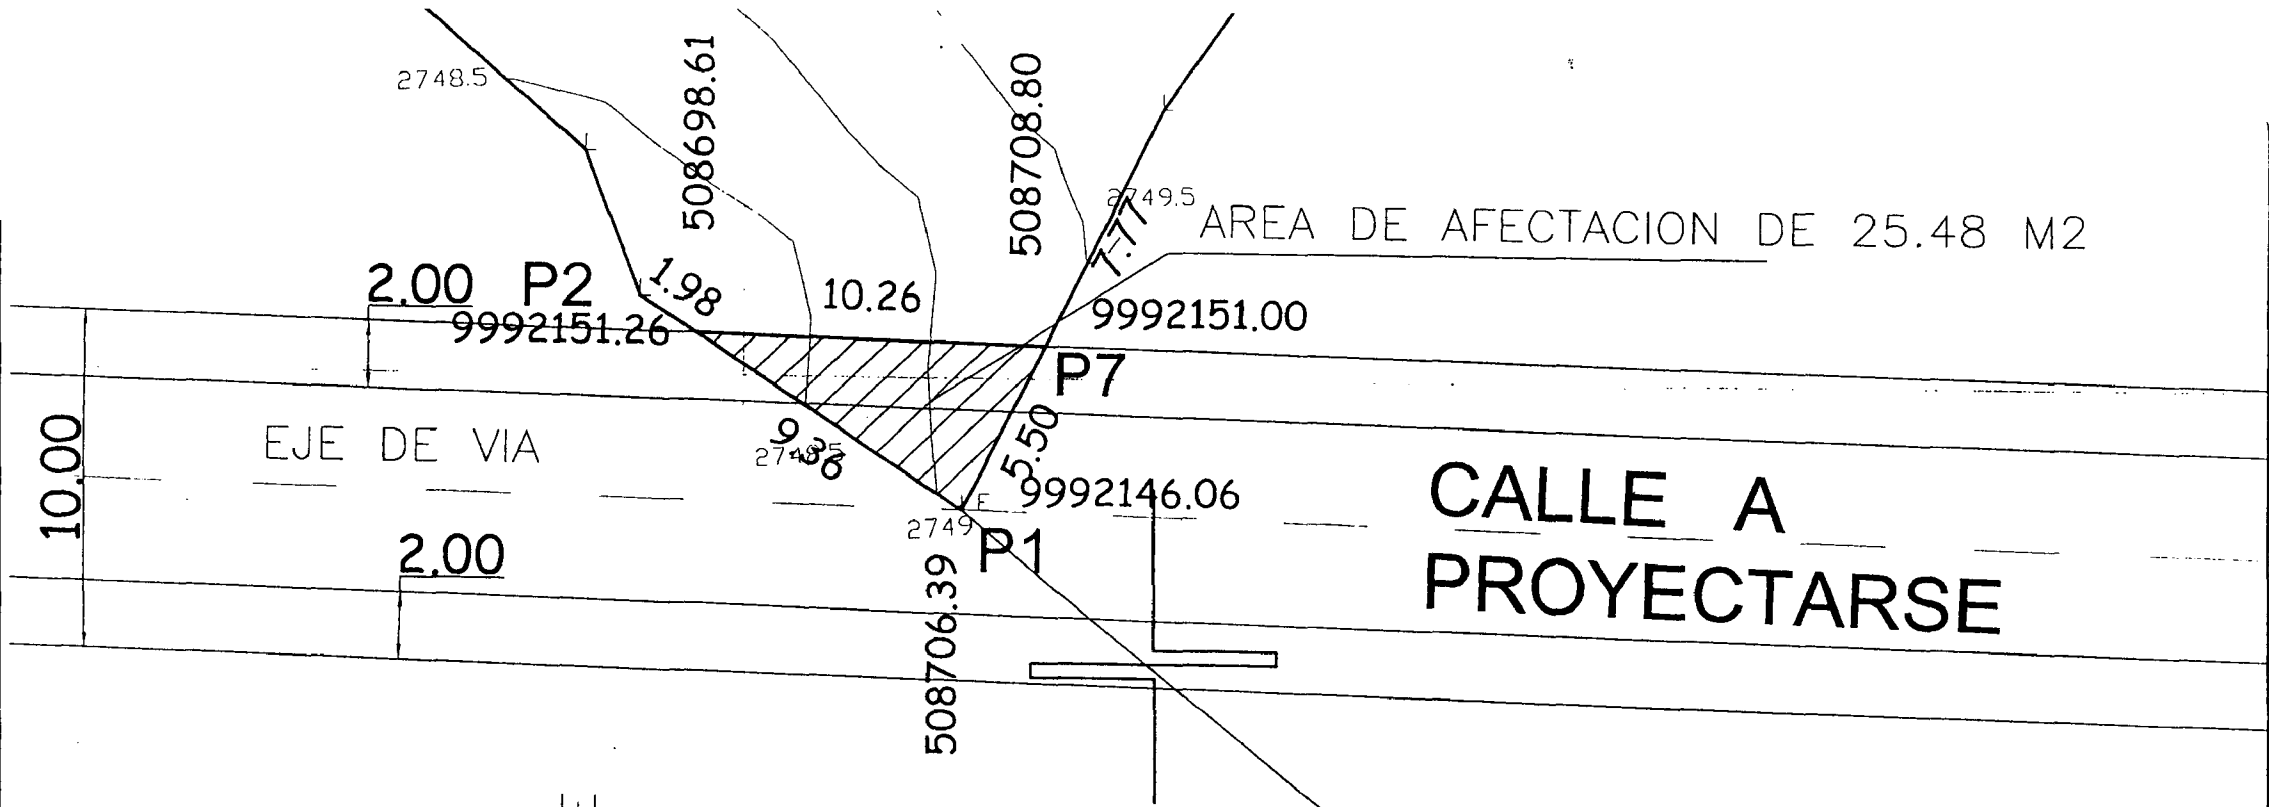 2748.5
508698.61
508708.80
2749.5
7.77
AREA DE AFECTACION DE 25.48 M2
2.00
P2
1.98
10.26
9992151.26
9992151.00
P7
10.00
EJE DE VIA
9.36
5.50
9992146.06
2749
P1
CALLE A
PROYECTARSE
2.00
508706.39